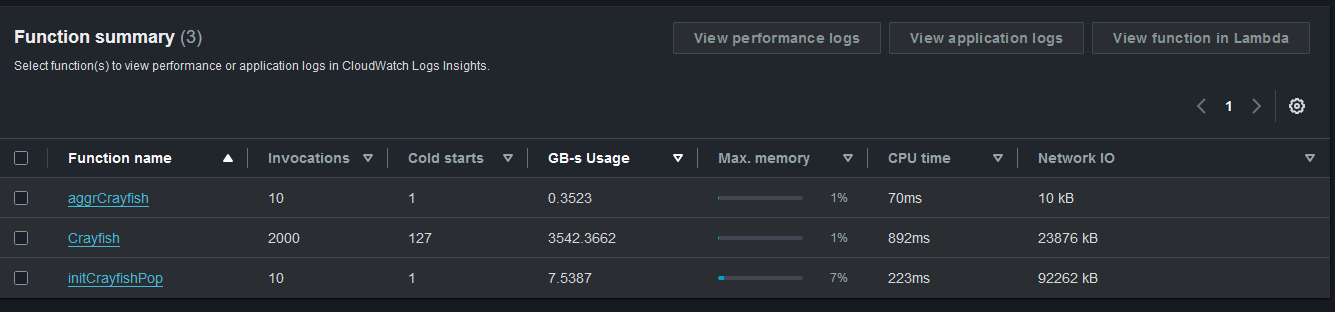 Function summary (3)
View performance logs
View application logs
View function in Lambda
Select function(s) to view performance or application logs in CloudWatch Logs Insights.
1
Function name Invocations Cold starts GB-s Usage Max. memory CPU time Network IO
aggrCrayfish 10 1 0.3523 1% 70ms 10 kB
Crayfish 2000 127 3542.3662 1% 892ms 23876 kB
initCrayfishPop 10 1 7.5387 7% 223ms 92262 kB